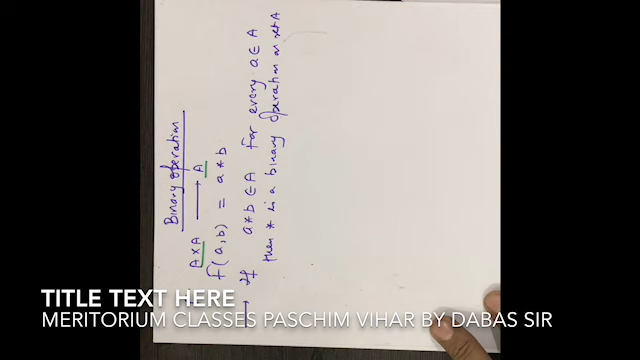 Binary operation
A×A ⟶ A
f(a,b) = a*b
→ If a*b ∈ A for every a ∈ A
then * is a binary operation on set A
TITLE TEXT HERE
MERITORIUM CLASSES PASCHIM VIHAR BY DABAS SIR